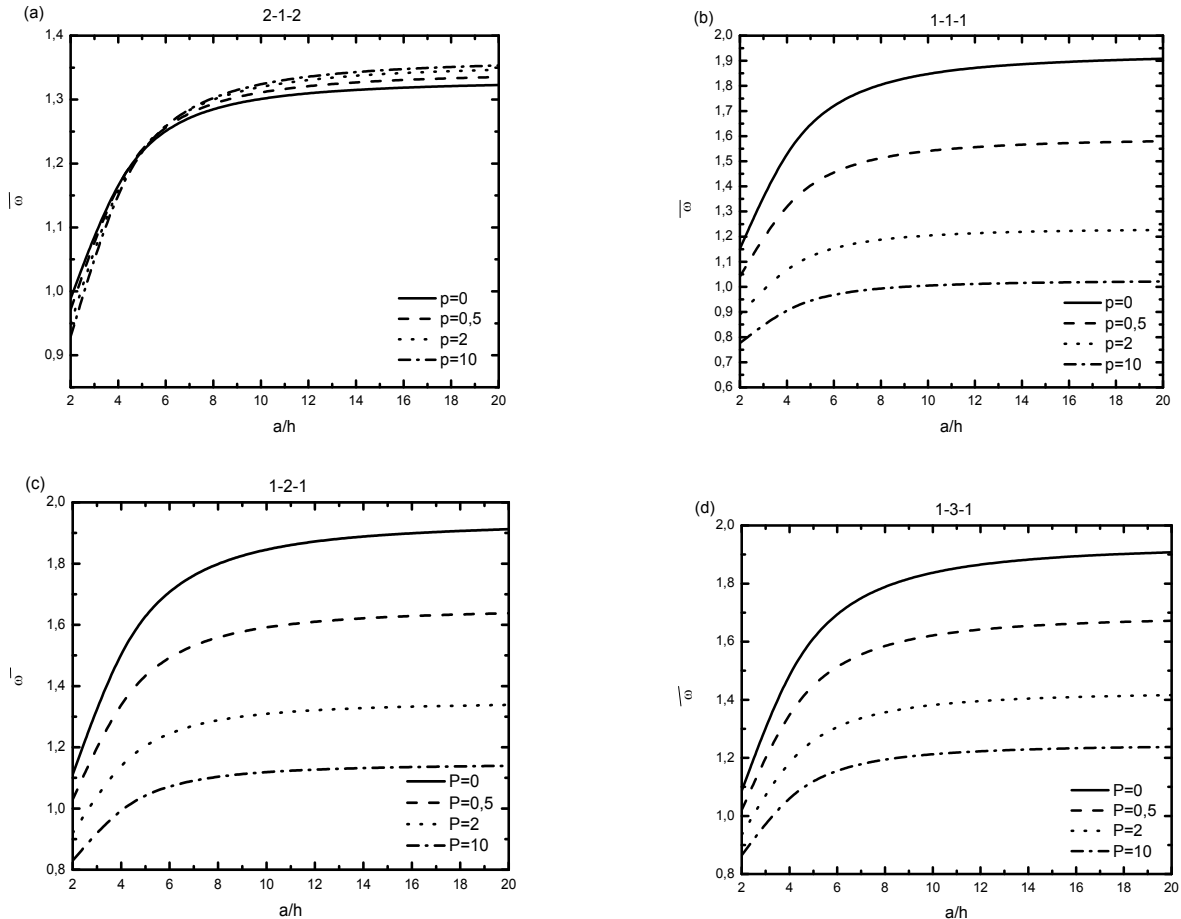 (a)
2-1-2
1,4
1,3
1,2
1,1
1,0
0,9
ω
2 4 6 8 10 12 14 16 18 20
a/h
p=0
p=0,5
p=2
p=10
(b)
1-1-1
2,0
1,9
1,8
1,7
1,6
1,5
1,4
1,3
1,2
1,1
1,0
0,9
0,8
0,7
0,6
ω
2 4 6 8 10 12 14 16 18 20
a/h
p=0
p=0,5
p=2
p=10
(c)
1-2-1
2,0
1,8
1,6
1,4
1,2
1,0
0,8
ω
2 4 6 8 10 12 14 16 18 20
a/h
P=0
P=0,5
P=2
P=10
(d)
1-3-1
2,0
1,8
1,6
1,4
1,2
1,0
0,8
ω
2 4 6 8 10 12 14 16 18 20
a/h
P=0
P=0,5
P=2
P=10